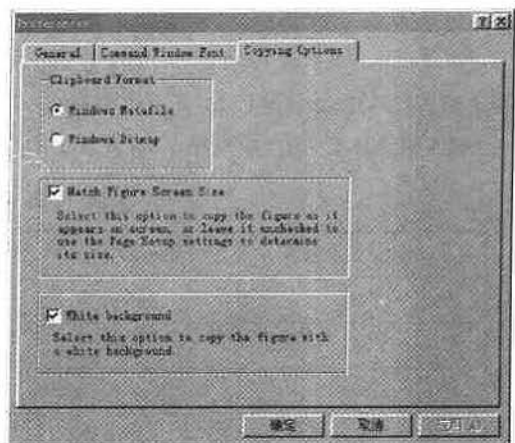 Preferences
General
Command Window Font
Copying Options
Clipboard Format
Windows Metafile
Windows Bitmap
Match Figure Screen Size
Select this option to copy the figure as it
appears on screen, or leave it unchecked to
use the Page Setup settings to determine
its size.
White background
Select this option to copy the figure with
a white background.
确定
取消